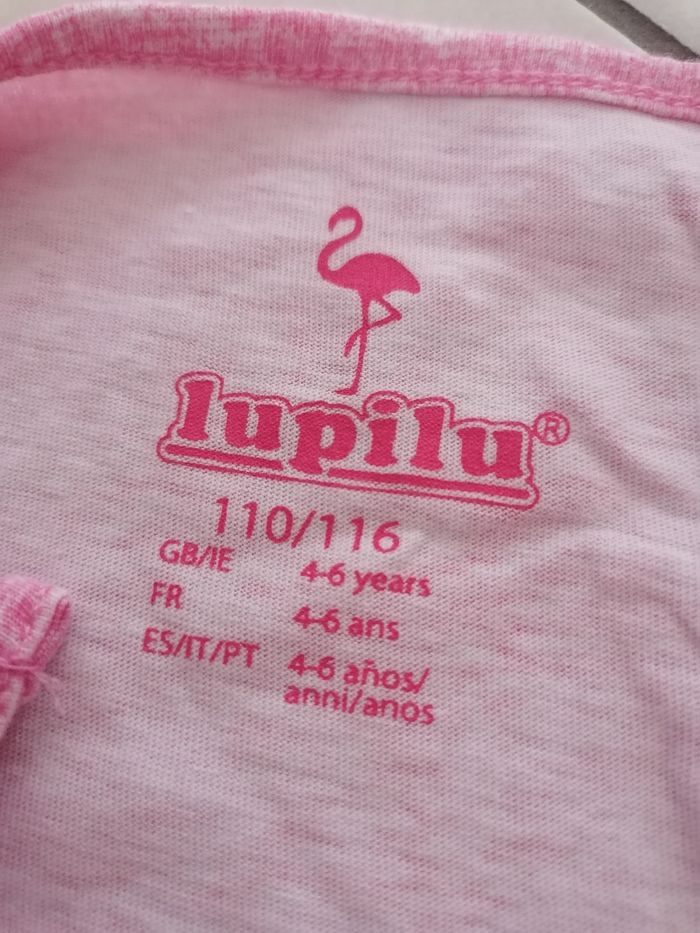 lupilu®
110/116
GB/IE 4-6 years
FR 4-6 ans
ES/IT/PT 4-6 años/
anni/anos